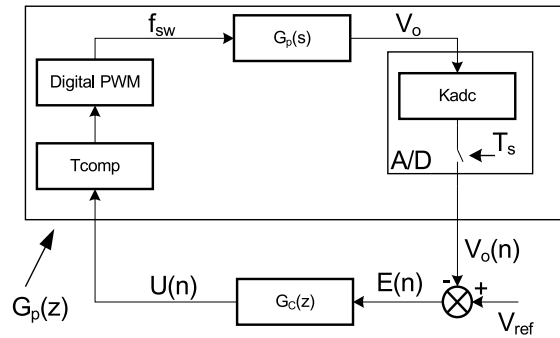 f_sw
G_p(s)
V_o
Digital PWM
Kadc
Tcomp
A/D
T_s
V_o(n)
-
+
G_p(z)
U(n)
G_C(z)
E(n)
V_ref